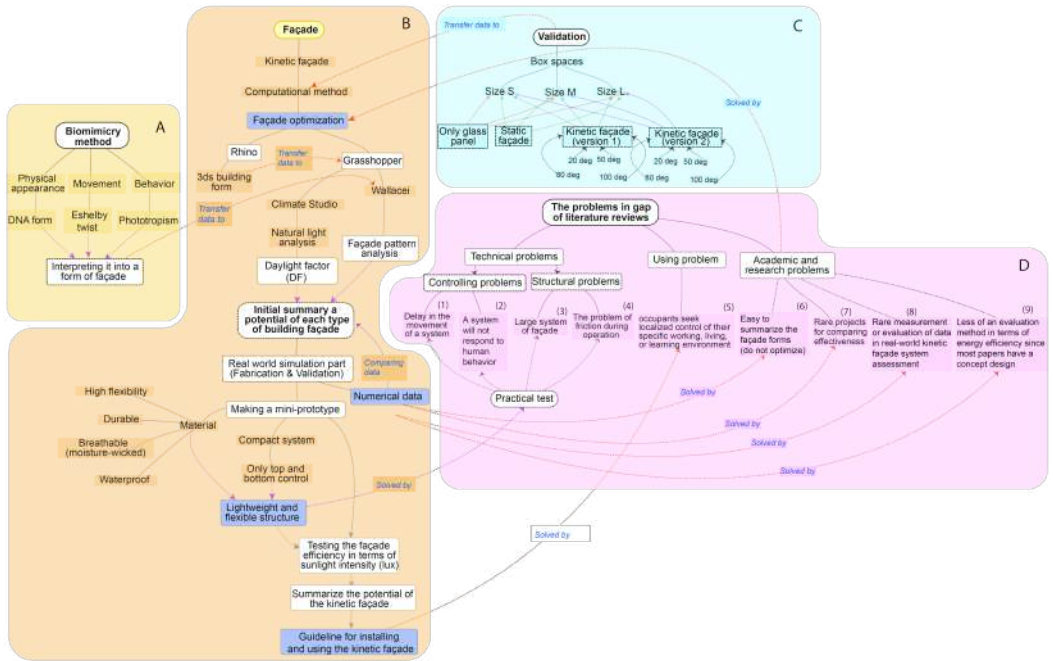 A
Biomimicry
method
Physical
appearance
Movement
Behavior
DNA form
Eshelby
twist
Phototropism
Interpreting it into a
form of façade
B
Façade
Kinetic façade
Computational method
Façade optimization
Rhino
Transfer
data to
Grasshopper
3ds building
form
Wallacei
Transfer
data to
Climate Studio
Natural light
analysis
Façade pattern
analysis
Daylight factor
(DF)
Initial summary a
potential of each type
of building façade
Real world simulation part
(Fabrication & Validation)
Comparing
data
Numerical data
Making a mini-prototype
High flexibility
Durable
Material
Breathable
(moisture-wicked)
Waterproof
Compact system
Only top and
bottom control
Solved by
Lightweight and
flexible structure
Testing the façade
efficiency in terms of
sunlight intensity (lux)
Summarize the potential of
the kinetic façade
Guideline for installing
and using the kinetic façade
C
Transfer data to
Validation
Box spaces
Size S
Size M
Size L
Solved by
Only glass
panel
Static
façade
Kinetic façade
(version 1)
Kinetic façade
(version 2)
20 deg
50 deg
20 deg
50 deg
80 deg
100 deg
80 deg
100 deg
D
The problems in gap
of literature reviews
Technical problems
Using problem
Academic and
research problems
Controlling problems
Structural problems
(1)
Delay in the
movement
of a system
(2)
A system will
not
respond to
human
behavior
(3)
Large system
of façade
(4)
The problem of
friction during
operation
(5)
occupants seek
localized control of their
specific working, living,
or learning environment
(6)
Easy to
summarize the
façade forms
(do not optimize)
(7)
Rare projects
for comparing
effectiveness
(8)
Rare measurement
or evaluation of data
in real-world kinetic
façade system
assessment
(9)
Less of an evaluation
method in terms of
energy efficiency since
most papers have a
concept design
Practical test
Solved by
Solved by
Solved by
Solved by
Solved by